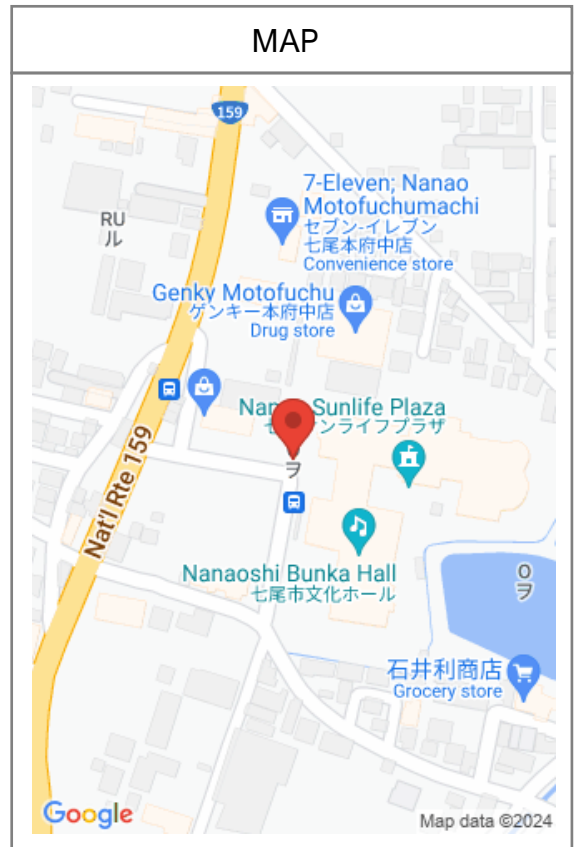 MAP
159
7-Eleven; Nanao
Motofuchumachi
セブン-イレブン
七尾本府中店
Convenience store
RU
ル
Genky Motofuchu
ゲンキー本府中店
Drug store
Sunlife Plaza
ンライフプラザ
Nat'l Rte 159
ヲ
Nanaoshi Bunka Hall
七尾市文化ホール
O
ヲ
石井利商店
Grocery store
Google
Map data ©2024